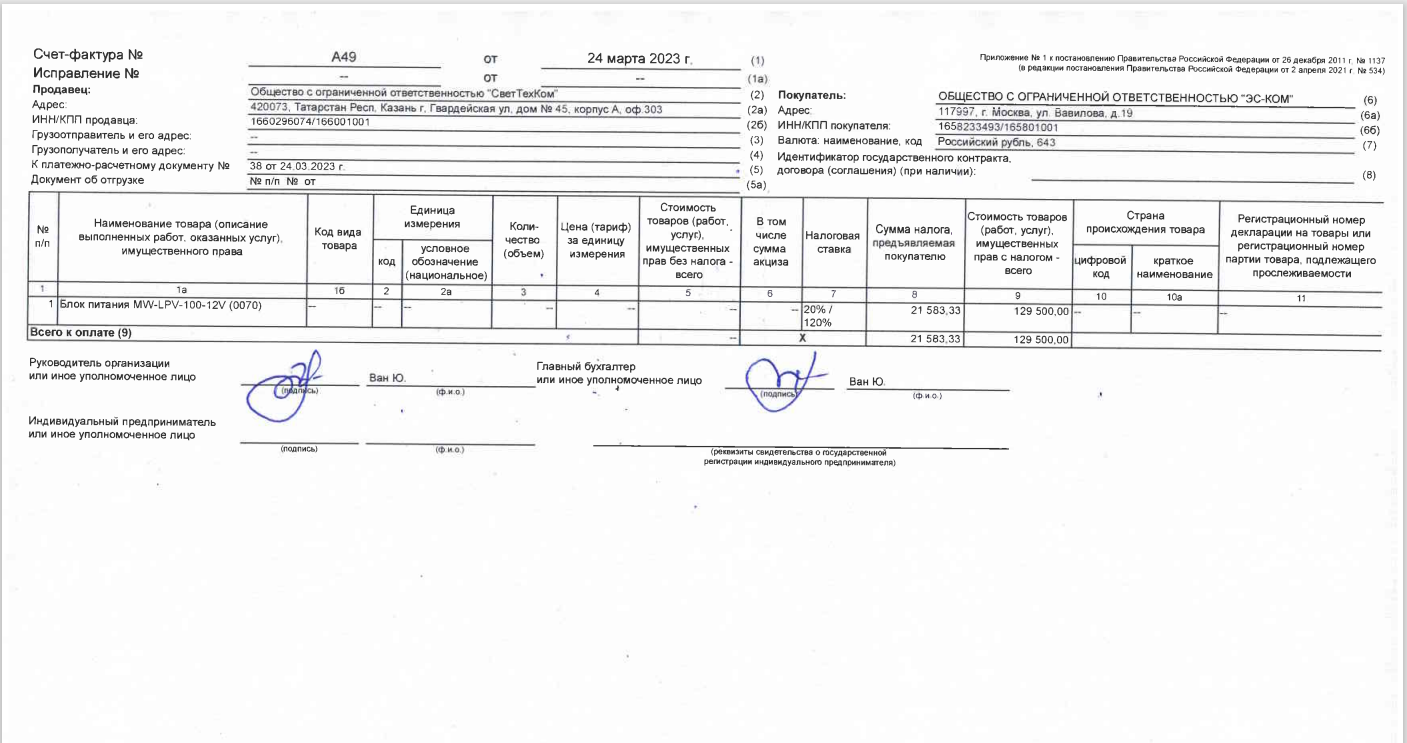 Счет-фактура № А49 от 24 марта 2023 г. (1)
Исправление № -- от -- (1а)
Приложение № 1 к постановлению Правительства Российской Федерации от 26 декабря 2011 г. № 1137
(в редакции постановления Правительства Российской Федерации от 2 апреля 2021 г. № 534)
Продавец: Общество с ограниченной ответственностью "СветТехКом" (2)
Адрес: 420073, Татарстан Респ, Казань г, Гвардейская ул, дом № 45, корпус А, оф.303 (2а)
ИНН/КПП продавца: 1660296074/166001001 (2б)
Грузоотправитель и его адрес: -- (3)
Грузополучатель и его адрес: -- (4)
К платежно-расчетному документу № 38 от 24.03.2023 г. (5)
Документ об отгрузке № п/п № от (5а)
Покупатель: ОБЩЕСТВО С ОГРАНИЧЕННОЙ ОТВЕТСТВЕННОСТЬЮ "ЭС-КОМ" (6)
Адрес: 117997, г. Москва, ул. Вавилова, д.19 (6а)
ИНН/КПП покупателя: 1658233493/165801001 (6б)
Валюта: наименование, код Российский рубль, 643 (7)
Идентификатор государственного контракта,
договора (соглашения) (при наличии): (8)
№
п/п
Наименование товара (описание
выполненных работ, оказанных услуг),
имущественного права
Код вида
товара
Единица
измерения
код
условное
обозначение
(национальное)
Коли-
чество
(объем)
Цена (тариф)
за единицу
измерения
Стоимость
товаров (работ,
услуг),
имущественных
прав без налога -
всего
В том
числе
сумма
акциза
Налоговая
ставка
Сумма налога,
предъявляемая
покупателю
Стоимость товаров
(работ, услуг),
имущественных
прав с налогом -
всего
Страна
происхождения товара
цифровой
код
краткое
наименование
Регистрационный номер
декларации на товары или
регистрационный номер
партии товара, подлежащего
прослеживаемости
1 1а 1б 2 2а 3 4 5 6 7 8 9 10 10а 11
1 Блок питания MW-LPV-100-12V (0070) -- -- -- -- -- -- -- 20% / 21 583,33 129 500,00 -- -- --
120%
Всего к оплате (9) -- Х 21 583,33 129 500,00
Руководитель организации
или иное уполномоченное лицо Ван Ю.
(подпись) (ф.и.о.)
Главный бухгалтер
или иное уполномоченное лицо Ван Ю.
(подпись) (ф.и.о.)
Индивидуальный предприниматель
или иное уполномоченное лицо
(подпись) (ф.и.о.)
(реквизиты свидетельства о государственной
регистрации индивидуального предпринимателя)